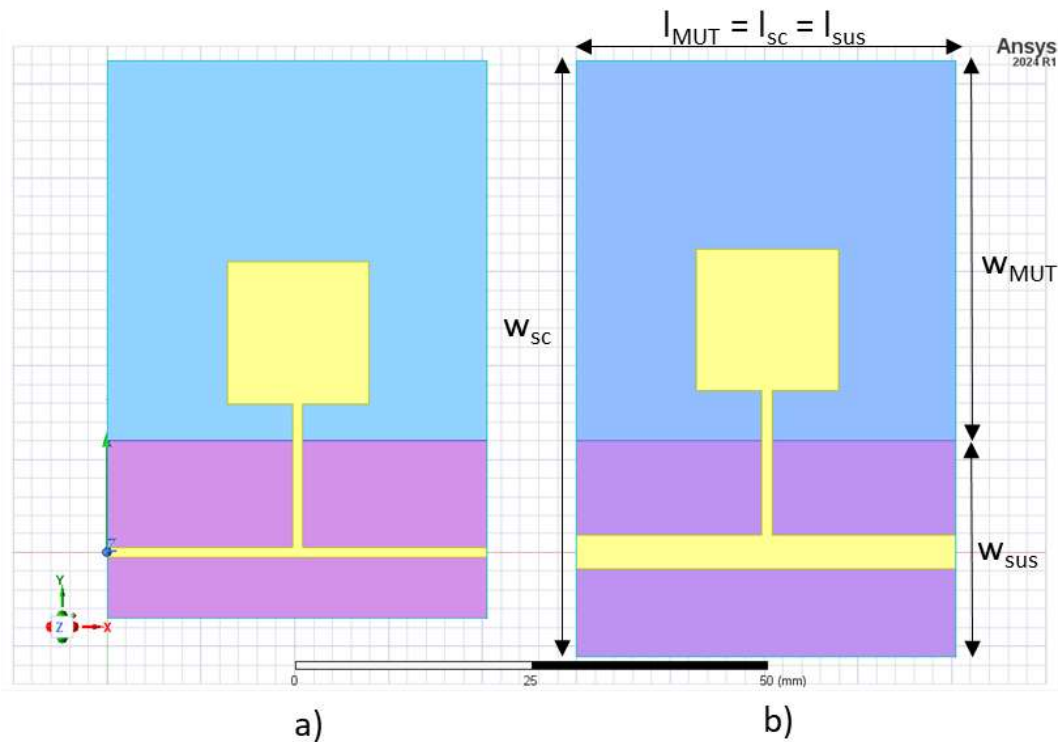 l_MUT = l_sc = l_sus
Ansys
2024 R1
w_sc
w_MUT
w_sus
Y
Z
X
Z
0
25
50 (mm)
a)
b)